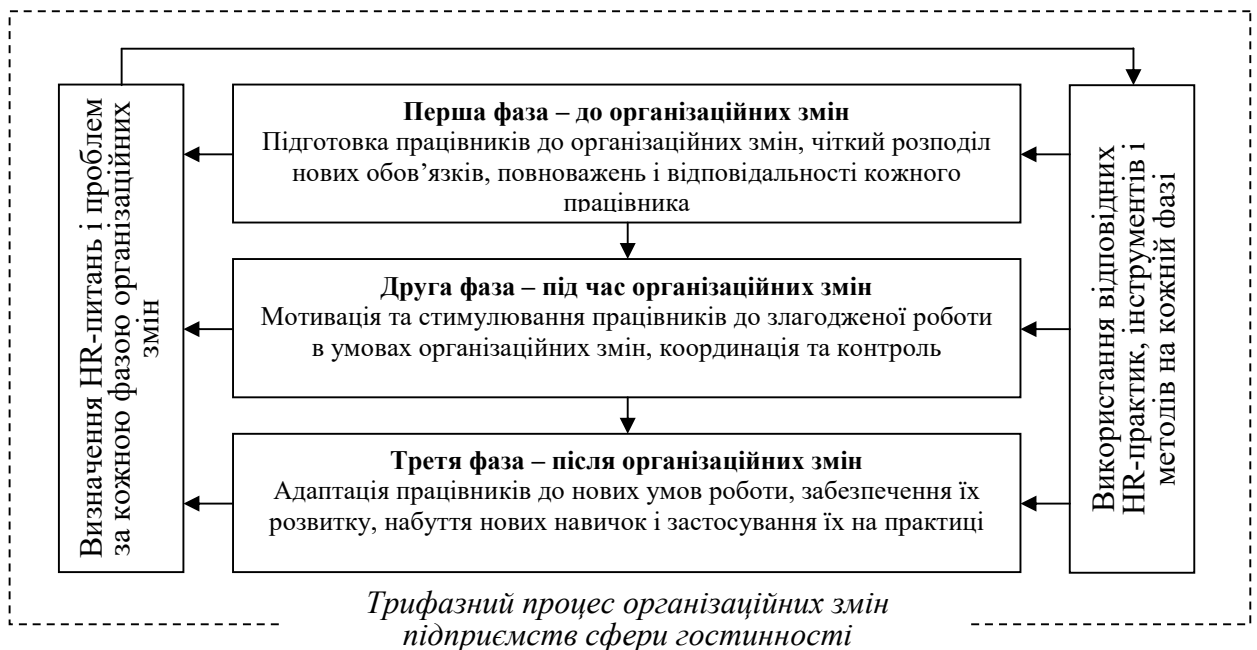 Визначення HR-питань і проблем
за кожною фазою організаційних
змін
Перша фаза – до організаційних змін
Підготовка працівників до організаційних змін, чіткий розподіл
нових обов’язків, повноважень і відповідальності кожного
працівника
Друга фаза – під час організаційних змін
Мотивація та стимулювання працівників до злагодженої роботи
в умовах організаційних змін, координація та контроль
Третя фаза – після організаційних змін
Адаптація працівників до нових умов роботи, забезпечення їх
розвитку, набуття нових навичок і застосування їх на практиці
Використання відповідних
HR-практик, інструментів і
методів на кожній фазі
Трифазний процес організаційних змін
підприємств сфери гостинності